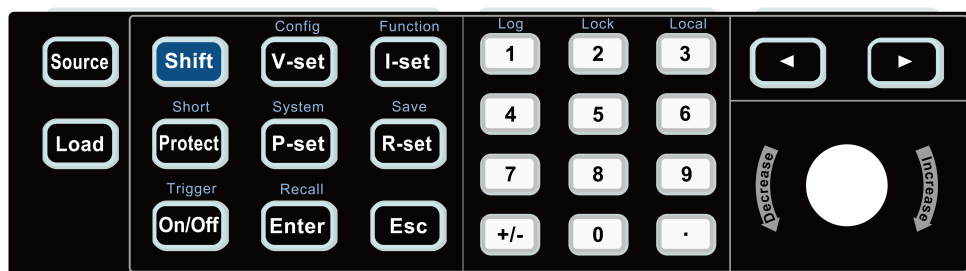 Config Function Log Lock Local
Source Shift V-set I-set 1 2 3 ◄ ►
Short System Save 4 5 6
Load Protect P-set R-set
Trigger Recall 7 8 9 Decrease Increase
On/Off Enter Esc +/- 0 .